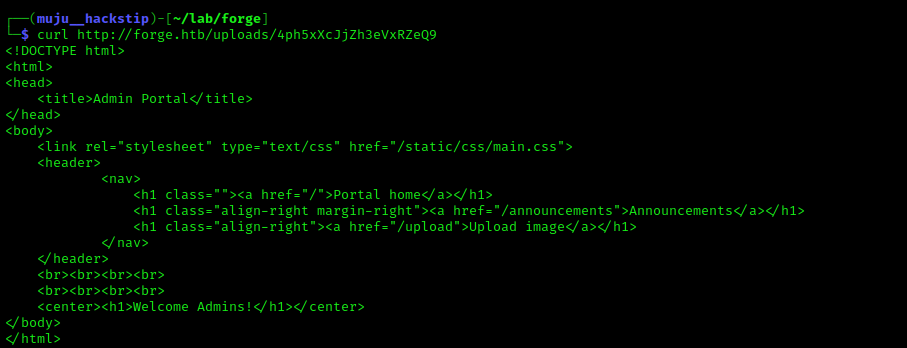 ┌──(muju__hackstip)-[~/lab/forge]
└─$ curl http://forge.htb/uploads/4ph5xXcJjZh3eVxRZeQ9
<!DOCTYPE html>
<html>
<head>
    <title>Admin Portal</title>
</head>
<body>
    <link rel="stylesheet" type="text/css" href="/static/css/main.css">
    <header>
            <nav>
                <h1 class=""><a href="/">Portal home</a></h1>
                <h1 class="align-right margin-right"><a href="/announcements">Announcements</a></h1>
                <h1 class="align-right"><a href="/upload">Upload image</a></h1>
            </nav>
    </header>
    <br><br><br><br>
    <br><br><br><br>
    <center><h1>Welcome Admins!</h1></center>
</body>
</html>